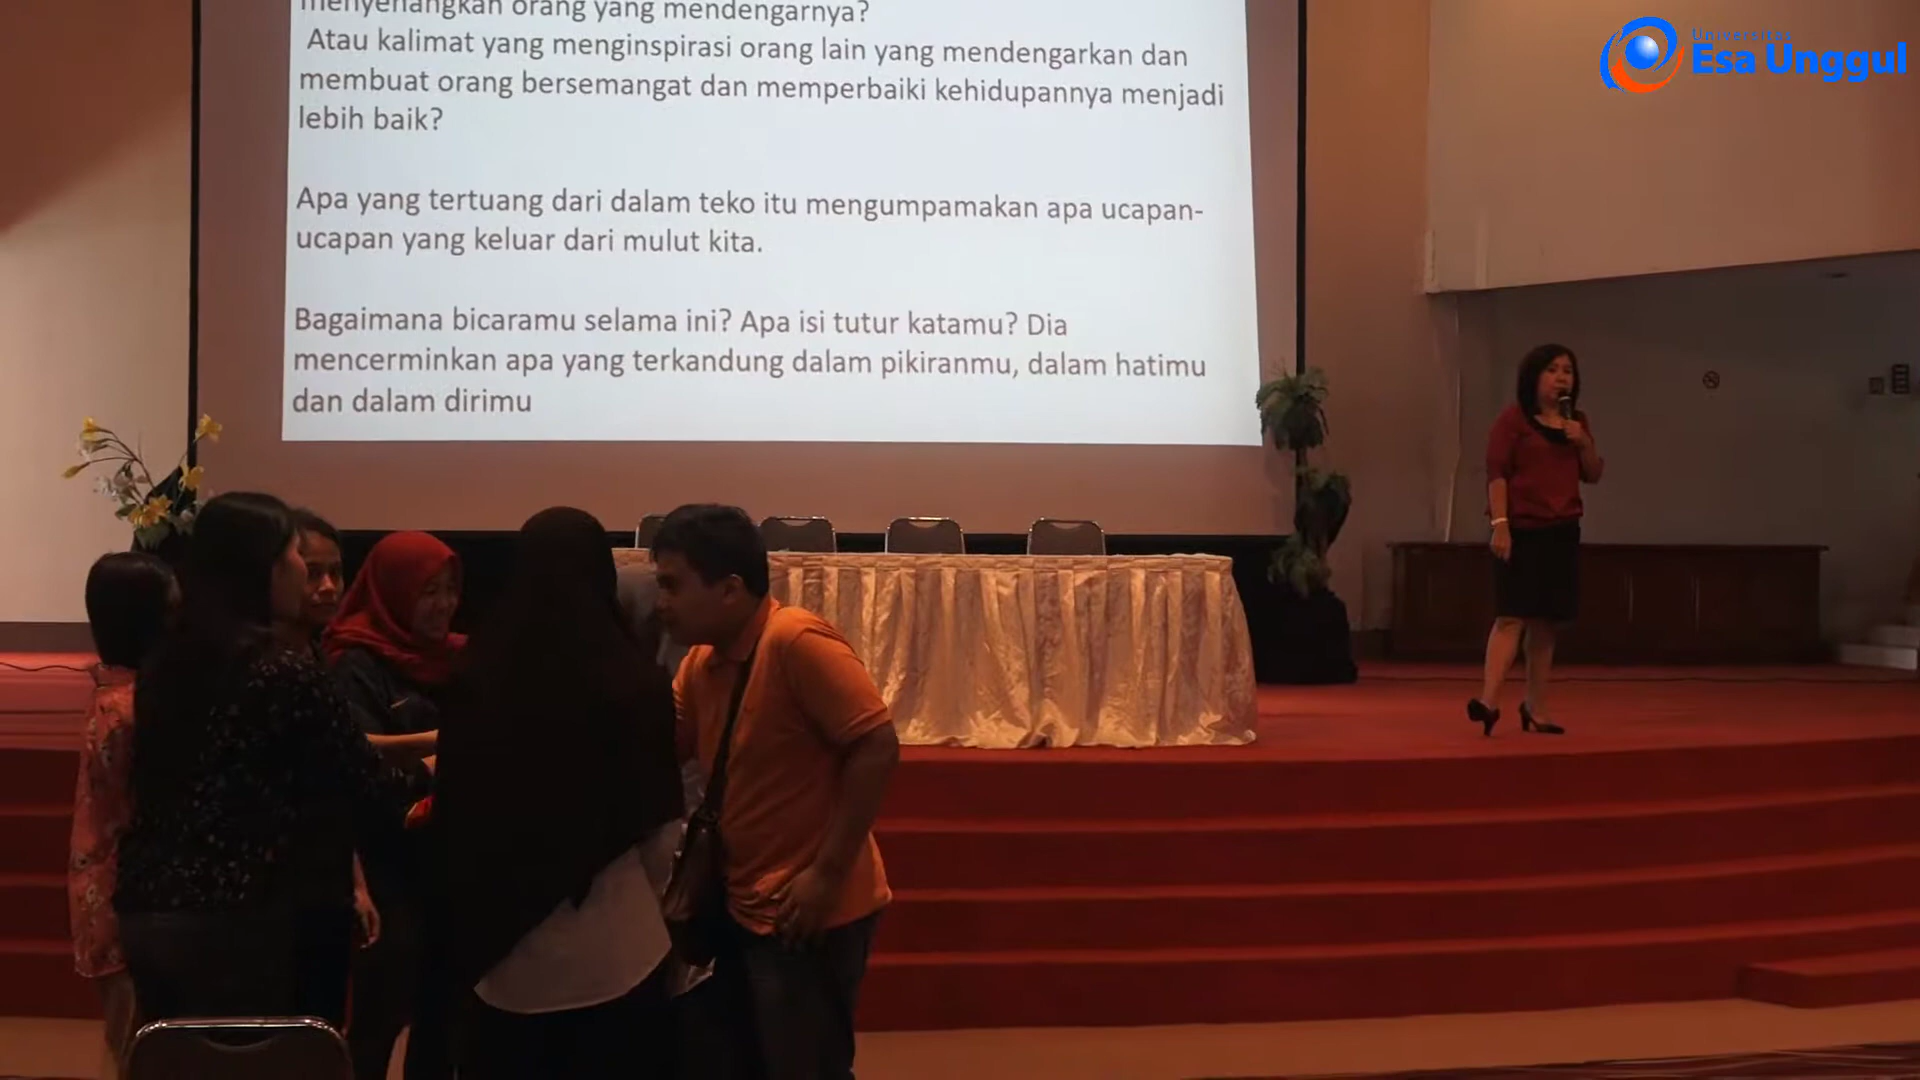 menyenangkan orang yang mendengarnya?
Atau kalimat yang menginspirasi orang lain yang mendengarkan dan
membuat orang bersemangat dan memperbaiki kehidupannya menjadi
lebih baik?
Apa yang tertuang dari dalam teko itu mengumpamakan apa ucapan-
ucapan yang keluar dari mulut kita.
Bagaimana bicaramu selama ini? Apa isi tutur katamu? Dia
mencerminkan apa yang terkandung dalam pikiranmu, dalam hatimu
dan dalam dirimu
Universitas
Esa Unggul